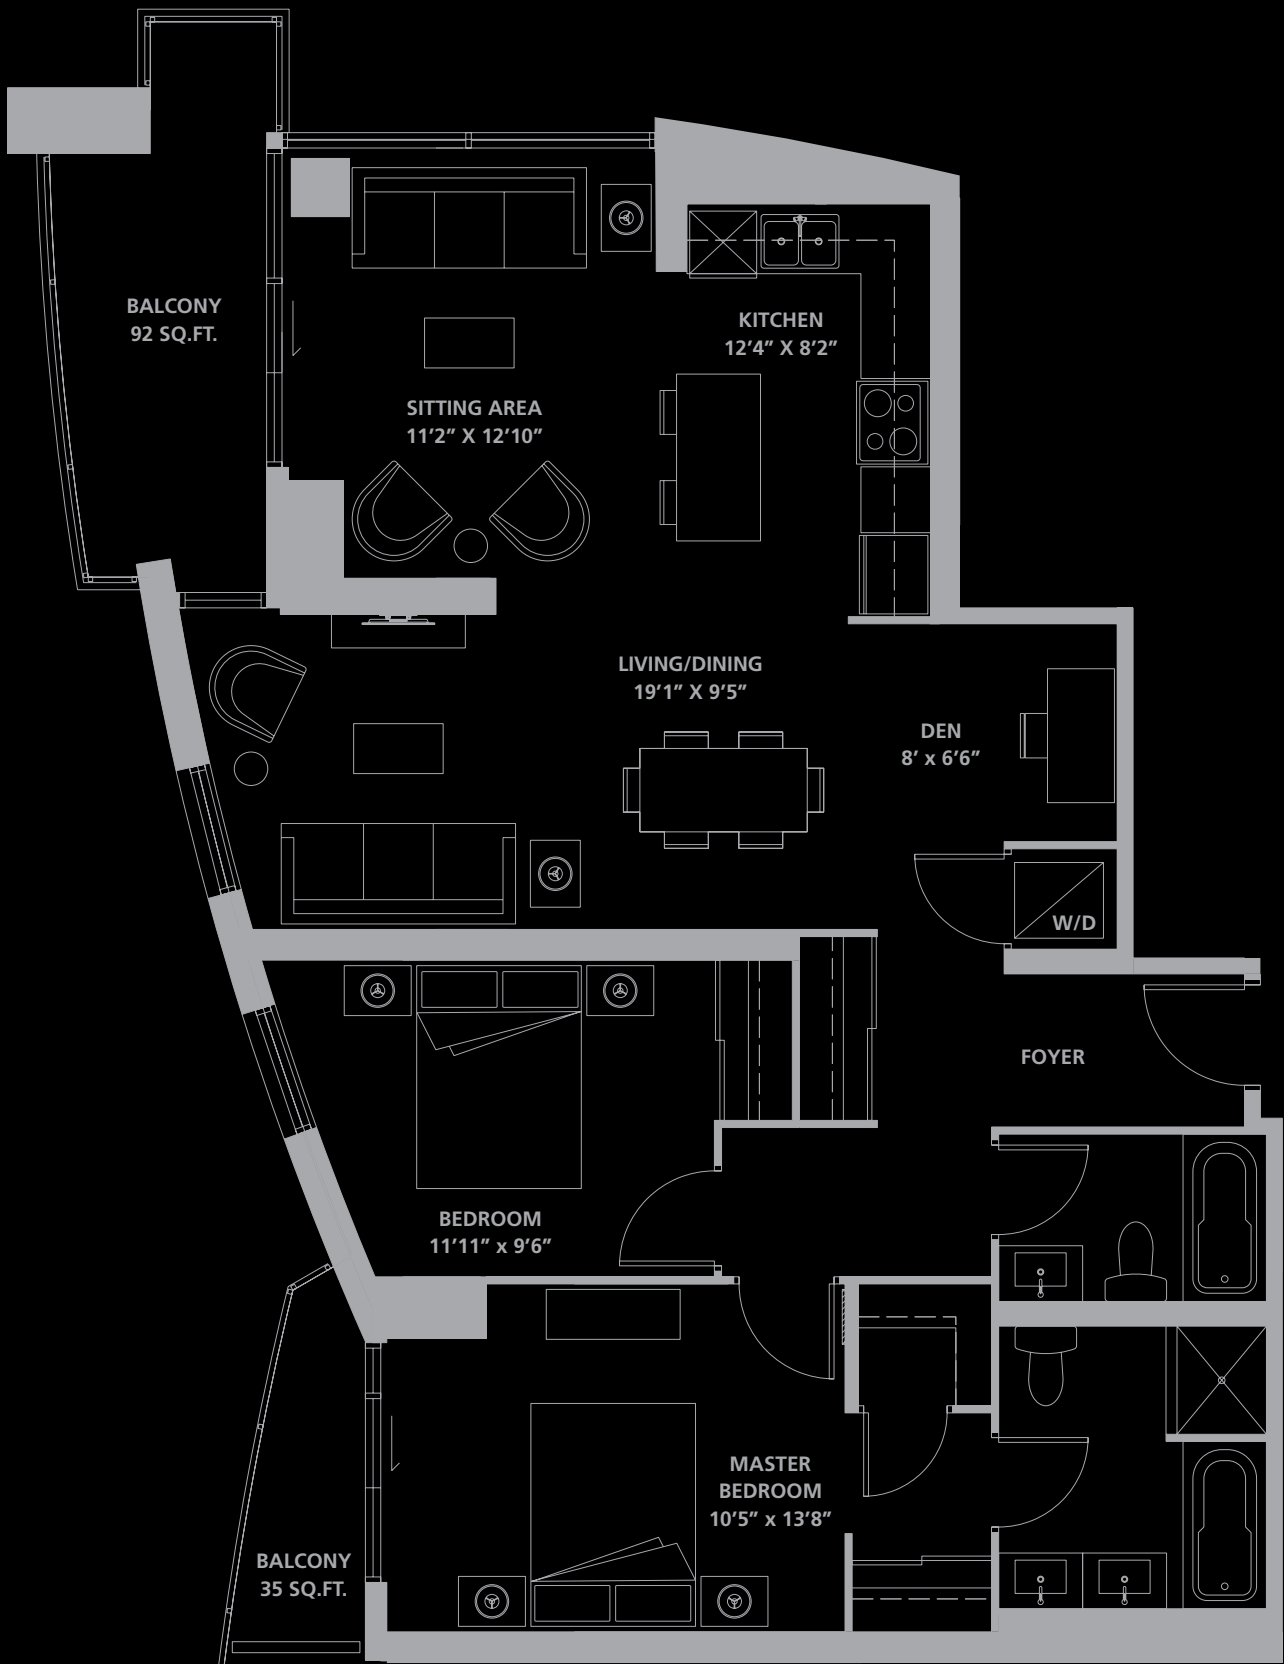 BALCONY
92 SQ.FT.
KITCHEN
12'4" X 8'2"
SITTING AREA
11'2" X 12'10"
LIVING/DINING
19'1" X 9'5"
DEN
8' x 6'6"
W/D
FOYER
BEDROOM
11'11" x 9'6"
MASTER
BEDROOM
10'5" x 13'8"
BALCONY
35 SQ.FT.